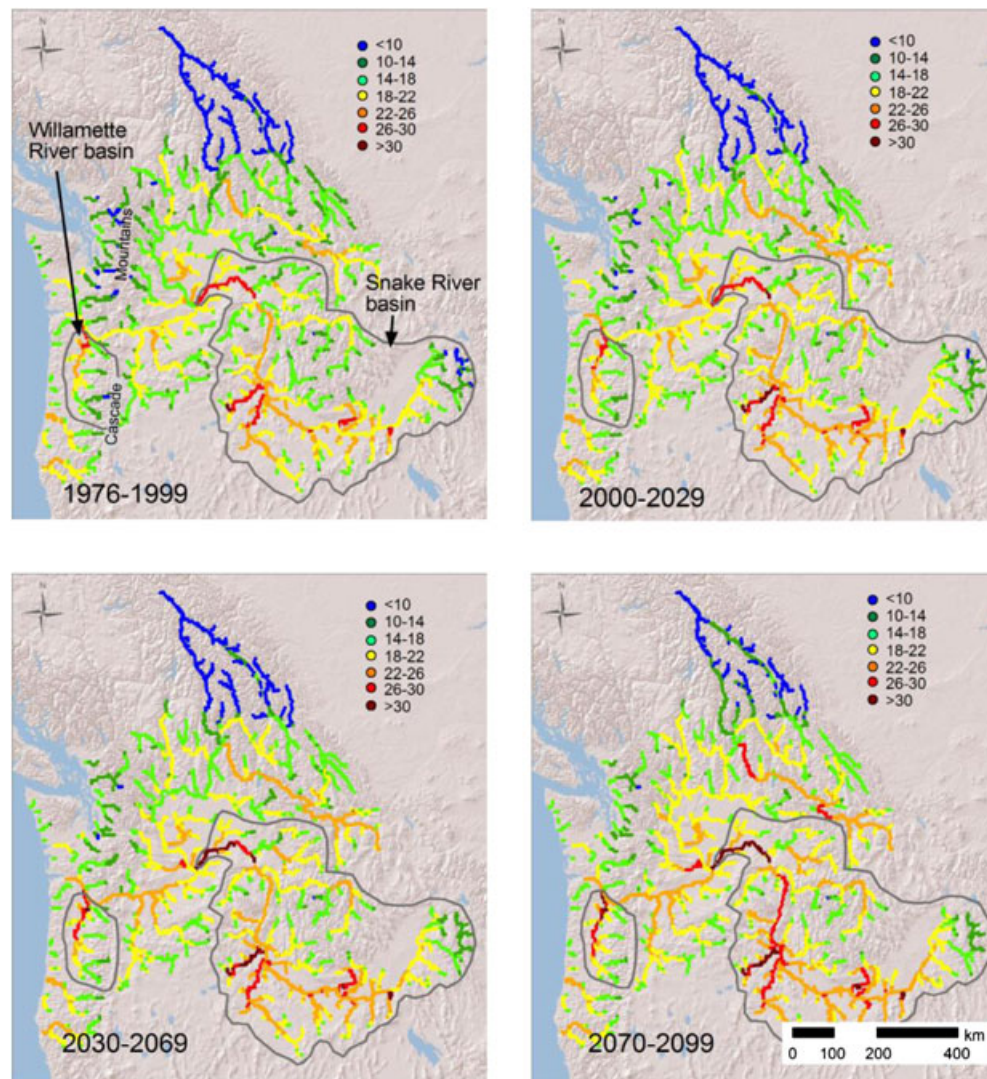 N
<10
10-14
14-18
18-22
22-26
26-30
>30
Willamette
River basin
Mountains
Cascade
Snake River
basin
1976-1999
N
<10
10-14
14-18
18-22
22-26
26-30
>30
2000-2029
N
<10
10-14
14-18
18-22
22-26
26-30
>30
2030-2069
N
<10
10-14
14-18
18-22
22-26
26-30
>30
2070-2099
km
0 100 200 400